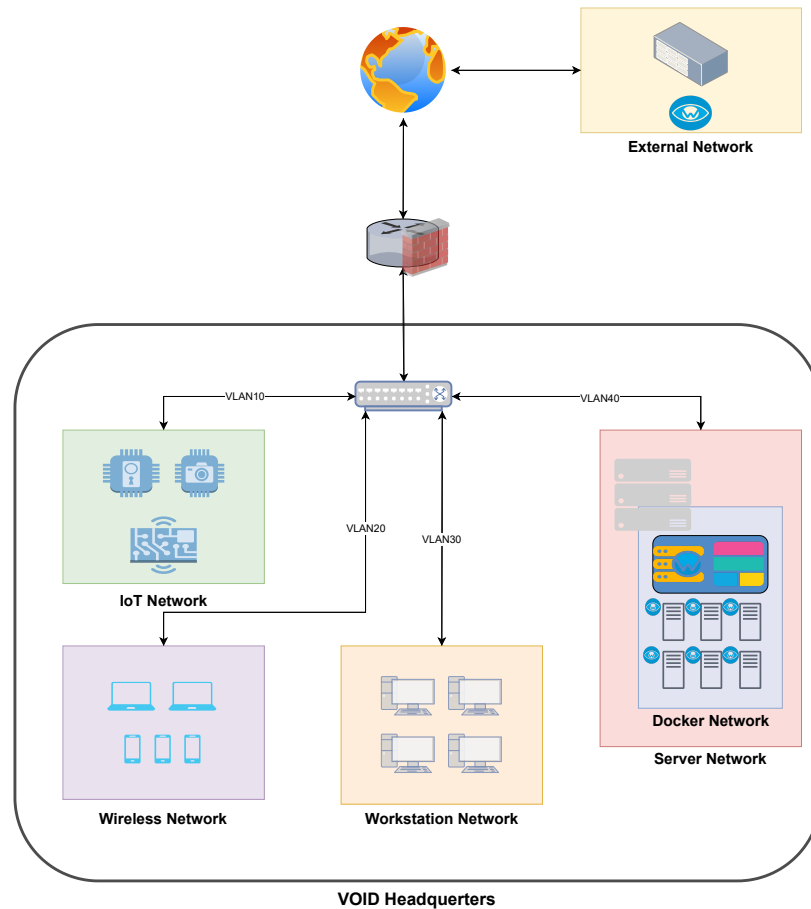 External Network
VLAN10
VLAN40
VLAN20
VLAN30
IoT Network
Docker Network
Server Network
Wireless Network
Workstation Network
VOID Headquerters